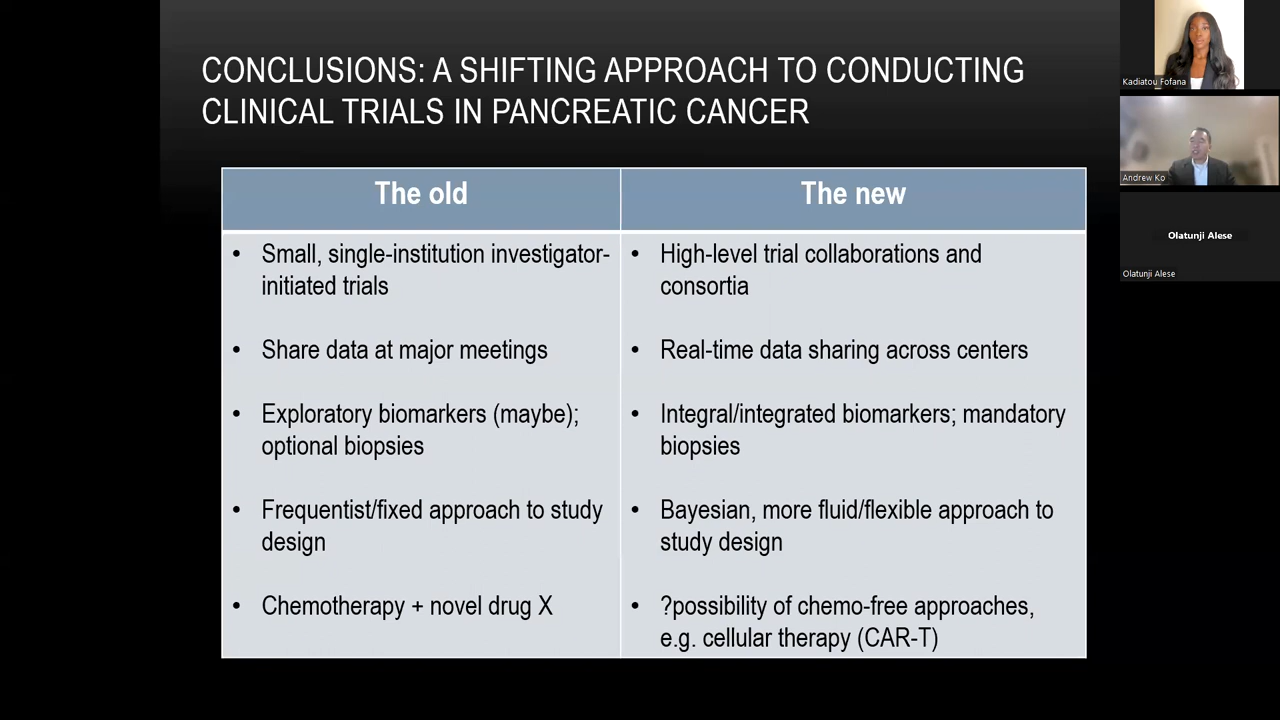 CONCLUSIONS: A SHIFTING APPROACH TO CONDUCTING
CLINICAL TRIALS IN PANCREATIC CANCER
The old
The new
• Small, single-institution investigator-
initiated trials
• High-level trial collaborations and
consortia
• Share data at major meetings
• Real-time data sharing across centers
• Exploratory biomarkers (maybe);
optional biopsies
• Integral/integrated biomarkers; mandatory
biopsies
• Frequentist/fixed approach to study
design
• Bayesian, more fluid/flexible approach to
study design
• Chemotherapy + novel drug X
• ?possibility of chemo-free approaches,
e.g. cellular therapy (CAR-T)
Kadiatou Fofana
Andrew Ko
Olatunji Alese
Olatunji Alese